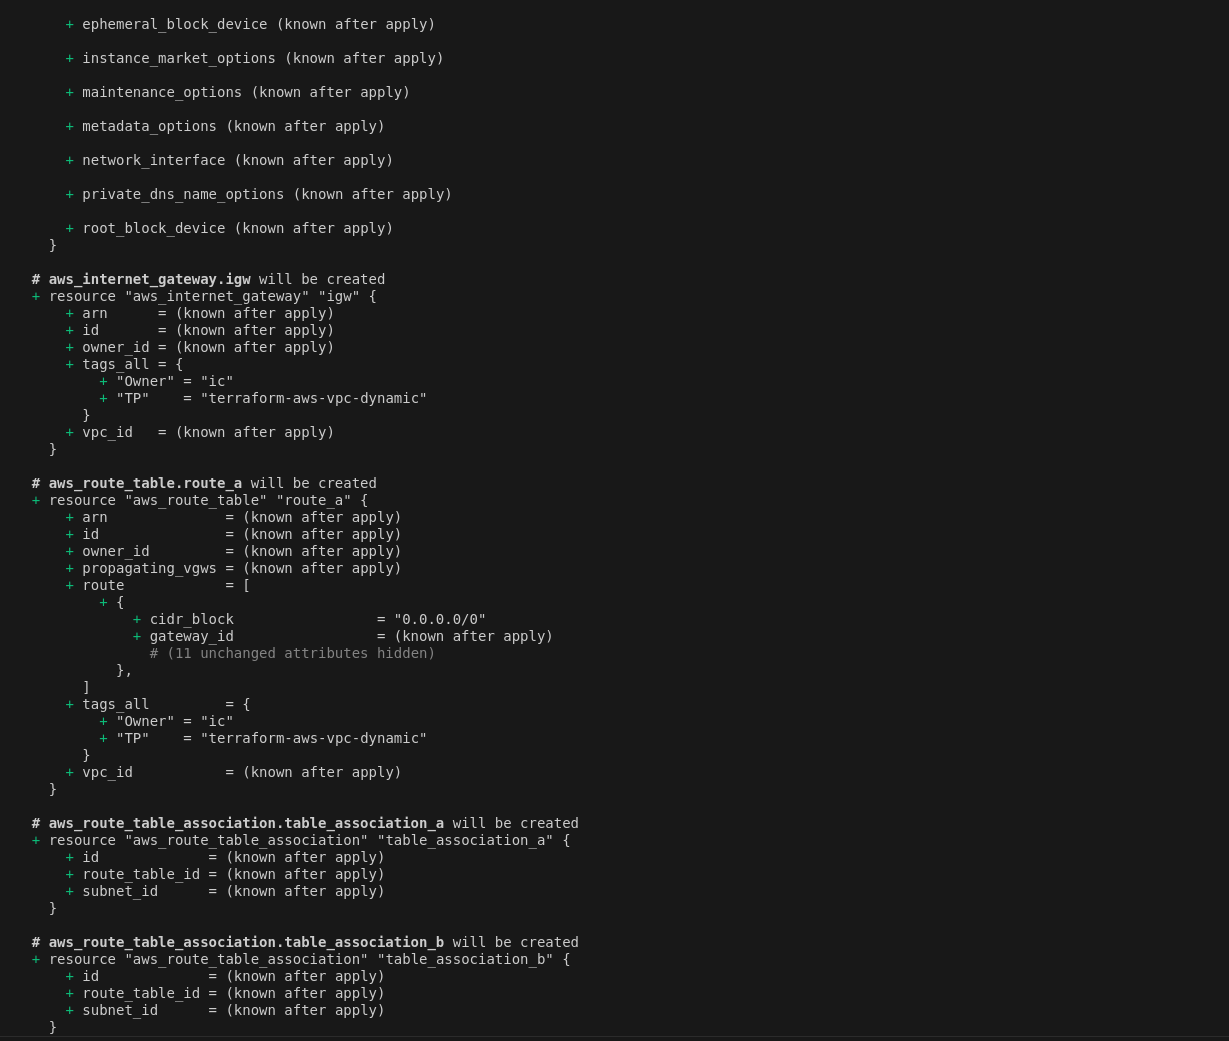 + ephemeral_block_device (known after apply)
+ instance_market_options (known after apply)
+ maintenance_options (known after apply)
+ metadata_options (known after apply)
+ network_interface (known after apply)
+ private_dns_name_options (known after apply)
+ root_block_device (known after apply)
}
# aws_internet_gateway.igw will be created
+ resource "aws_internet_gateway" "igw" {
+ arn      = (known after apply)
+ id       = (known after apply)
+ owner_id = (known after apply)
+ tags_all = {
+ "Owner" = "ic"
+ "TP"    = "terraform-aws-vpc-dynamic"
}
+ vpc_id   = (known after apply)
}
# aws_route_table.route_a will be created
+ resource "aws_route_table" "route_a" {
+ arn              = (known after apply)
+ id               = (known after apply)
+ owner_id         = (known after apply)
+ propagating_vgws = (known after apply)
+ route            = [
+ {
+ cidr_block                 = "0.0.0.0/0"
+ gateway_id                 = (known after apply)
# (11 unchanged attributes hidden)
},
]
+ tags_all         = {
+ "Owner" = "ic"
+ "TP"    = "terraform-aws-vpc-dynamic"
}
+ vpc_id           = (known after apply)
}
# aws_route_table_association.table_association_a will be created
+ resource "aws_route_table_association" "table_association_a" {
+ id             = (known after apply)
+ route_table_id = (known after apply)
+ subnet_id      = (known after apply)
}
# aws_route_table_association.table_association_b will be created
+ resource "aws_route_table_association" "table_association_b" {
+ id             = (known after apply)
+ route_table_id = (known after apply)
+ subnet_id      = (known after apply)
}